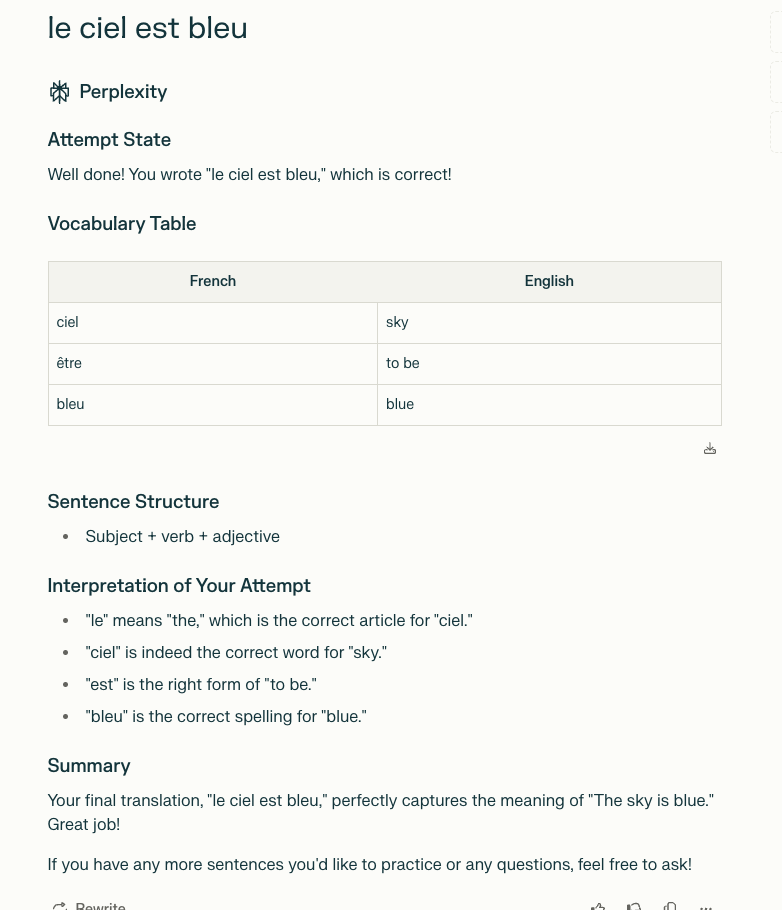 le ciel est bleu
Perplexity
Attempt State
Well done! You wrote "le ciel est bleu," which is correct!
Vocabulary Table
French English
ciel sky
être to be
bleu blue
Sentence Structure
• Subject + verb + adjective
Interpretation of Your Attempt
• "le" means "the," which is the correct article for "ciel."
• "ciel" is indeed the correct word for "sky."
• "est" is the right form of "to be."
• "bleu" is the correct spelling for "blue."
Summary
Your final translation, "le ciel est bleu," perfectly captures the meaning of "The sky is blue."
Great job!
If you have any more sentences you'd like to practice or any questions, feel free to ask!
Rewrite